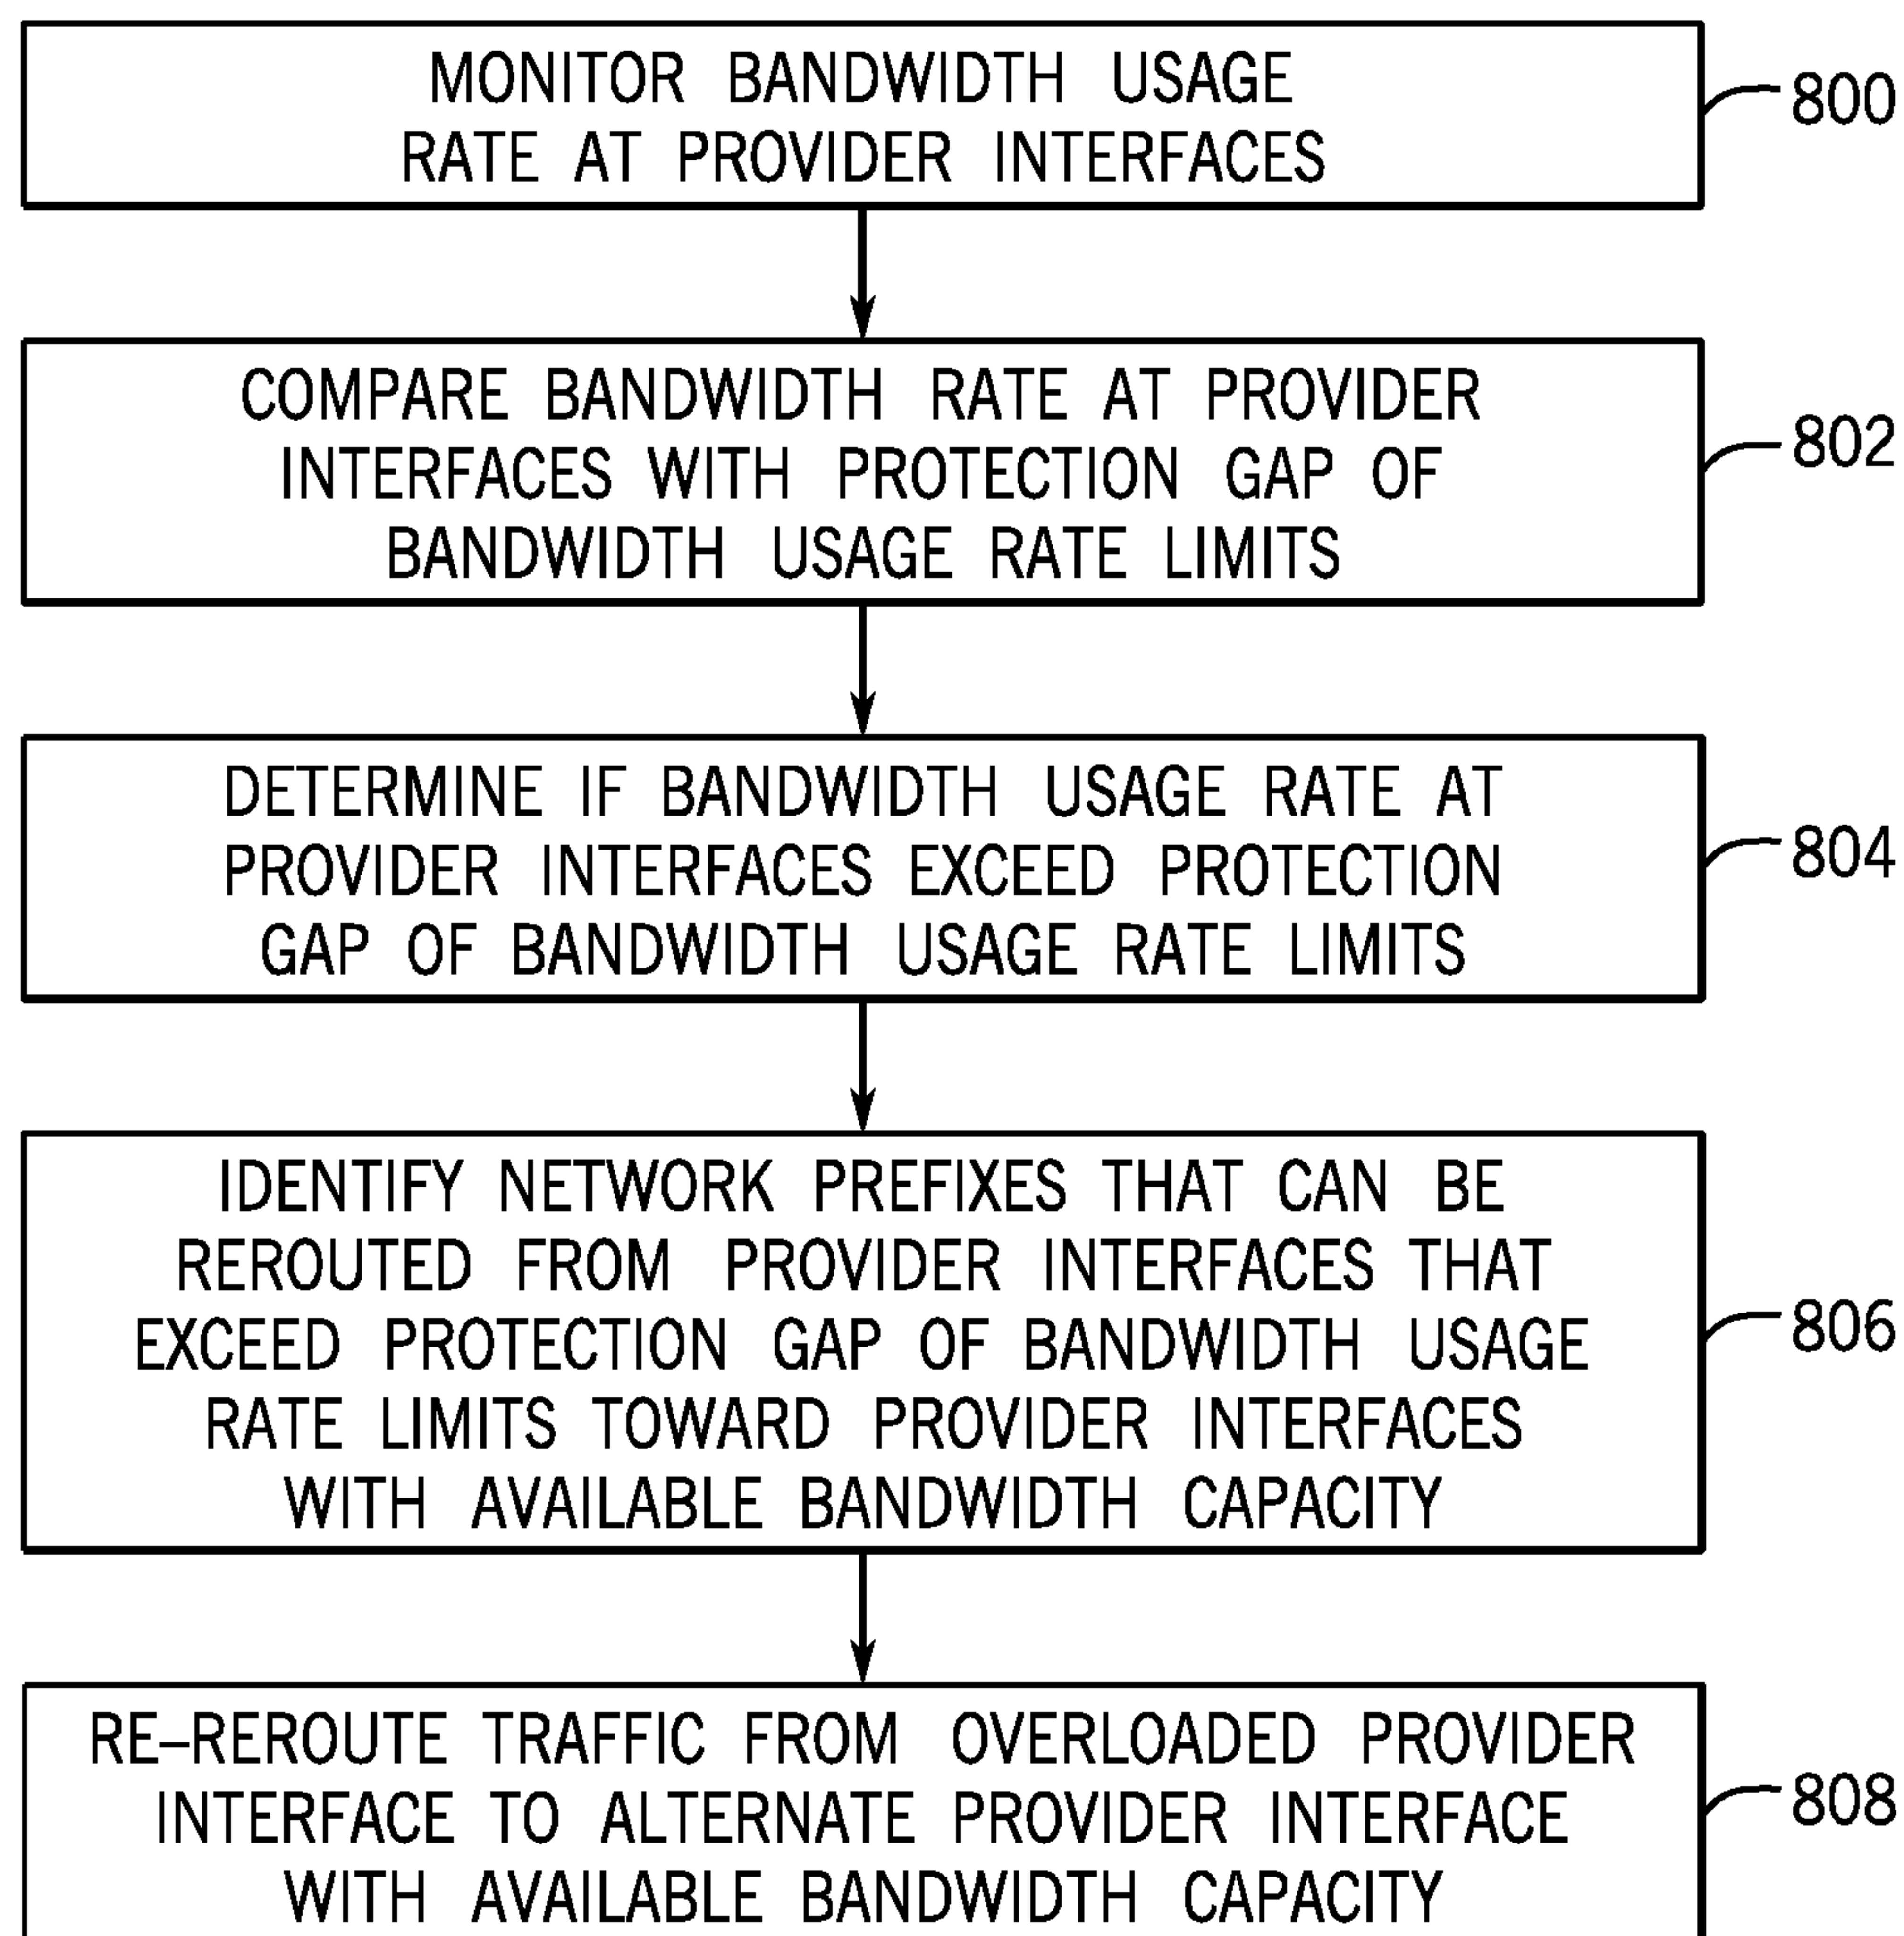 MONITOR BANDWIDTH USAGE
RATE AT PROVIDER INTERFACES
800
COMPARE BANDWIDTH RATE AT PROVIDER
INTERFACES WITH PROTECTION GAP OF
BANDWIDTH USAGE RATE LIMITS
802
DETERMINE IF BANDWIDTH USAGE RATE AT
PROVIDER INTERFACES EXCEED PROTECTION
GAP OF BANDWIDTH USAGE RATE LIMITS
804
IDENTIFY NETWORK PREFIXES THAT CAN BE
REROUTED FROM PROVIDER INTERFACES THAT
EXCEED PROTECTION GAP OF BANDWIDTH USAGE
RATE LIMITS TOWARD PROVIDER INTERFACES
WITH AVAILABLE BANDWIDTH CAPACITY
806
RE-REROUTE TRAFFIC FROM OVERLOADED PROVIDER
INTERFACE TO ALTERNATE PROVIDER INTERFACE
WITH AVAILABLE BANDWIDTH CAPACITY
808